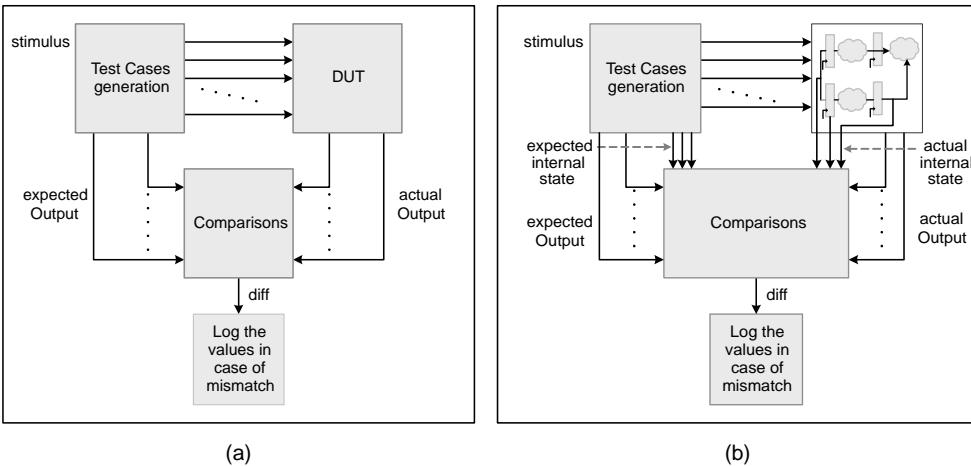 stimulus
Test Cases
generation
DUT
expected
Output
actual
Output
Comparisons
diff
Log the
values in
case of
mismatch
(a)
stimulus
Test Cases
generation
expected
internal
state
actual
internal
state
expected
Output
Comparisons
actual
Output
diff
Log the
values in
case of
mismatch
(b)